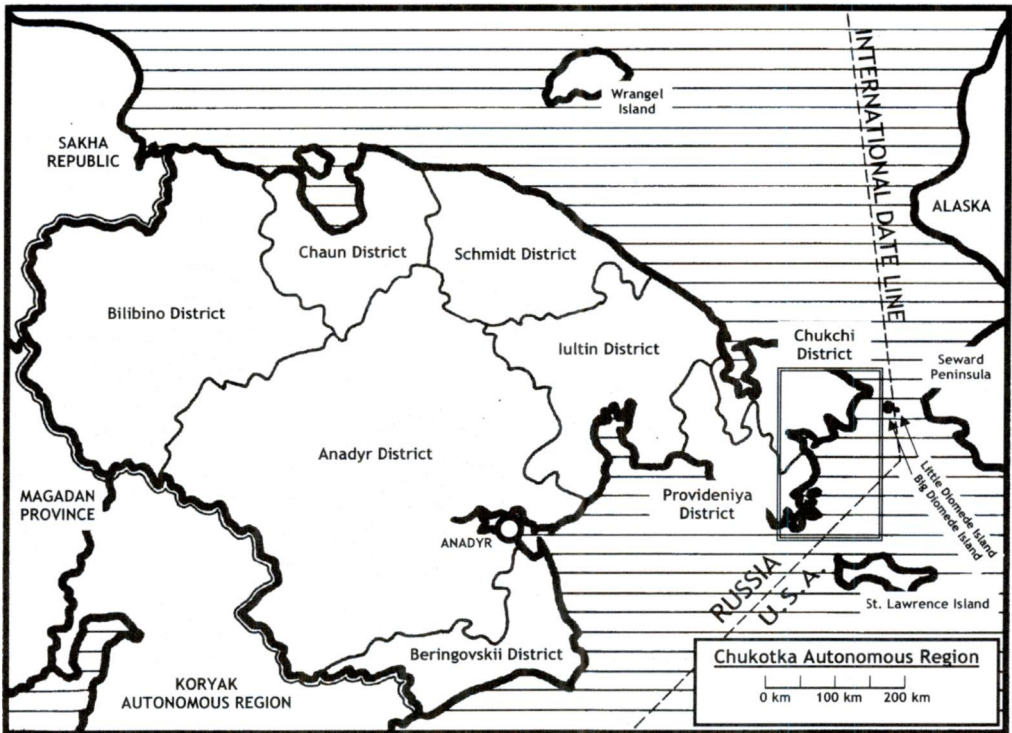 Wrangel
Island
INTERNATIONAL DATE LINE
SAKHA
REPUBLIC
ALASKA
Chaun District
Schmidt District
Bilibino District
Iultin District
Chukchi
District
Seward
Peninsula
Anadyr District
Little Diomede Island
Big Diomede Island
MAGADAN
PROVINCE
Provideniya
District
ANADYR
RUSSIA
U.S.A.
St. Lawrence Island
Beringovskii District
KORYAK
AUTONOMOUS REGION
Chukotka Autonomous Region
0 km 100 km 200 km